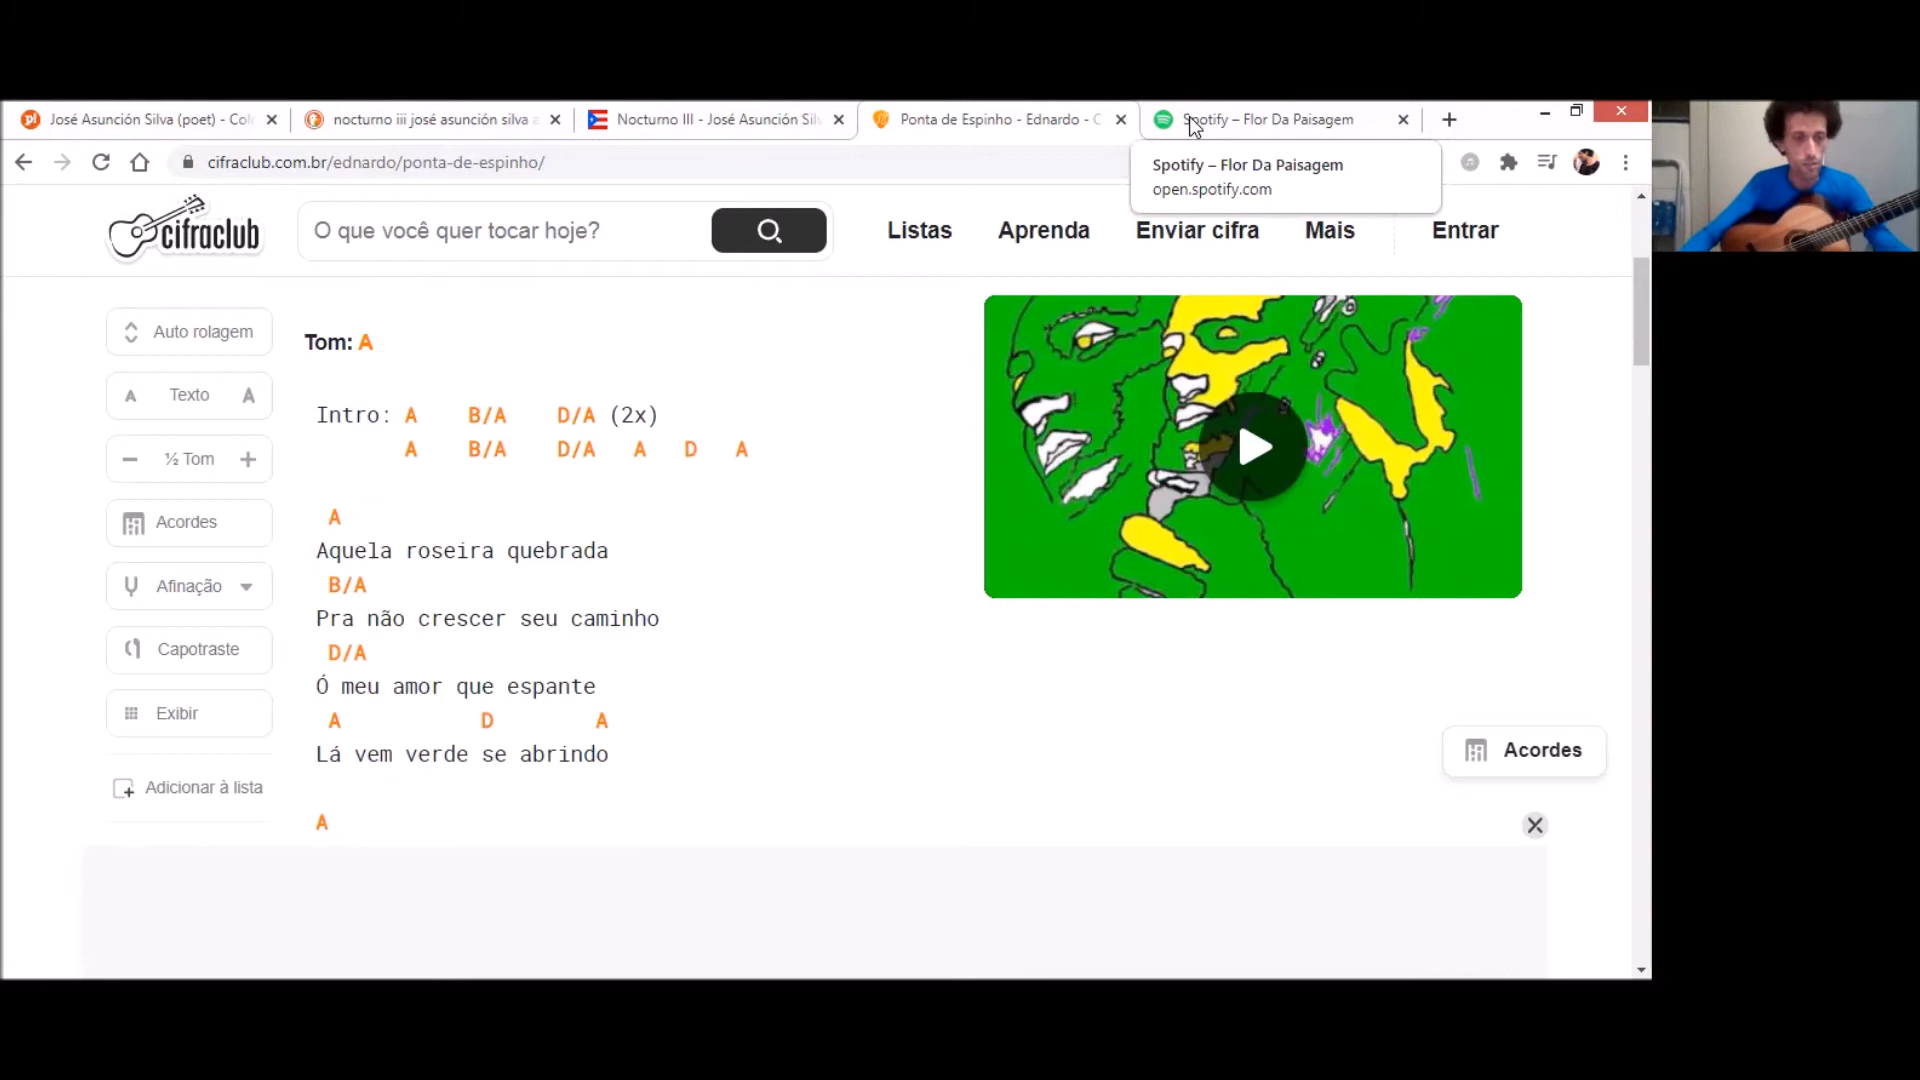 José Asunción Silva (poet) - Col
nocturno iii josé asunción silva a
Nocturno III - José Asunción Sil
Ponta de Espinho - Ednardo - C
Spotify – Flor Da Paisagem
cifraclub.com.br/ednardo/ponta-de-espinho/
Spotify – Flor Da Paisagem
open.spotify.com
cifraclub
O que você quer tocar hoje?
Listas
Aprenda
Enviar cifra
Mais
Entrar
Auto rolagem
A Texto A
½ Tom
Acordes
Afinação
Capotraste
Exibir
Adicionar à lista
Tom: A
Intro: A B/A D/A (2x)
A B/A D/A A D A
A
Aquela roseira quebrada
B/A
Pra não crescer seu caminho
D/A
Ó meu amor que espante
A D A
Lá vem verde se abrindo
A
Acordes